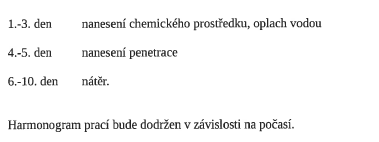 1.-3. den nanesení chemického prostředku, oplach vodou
4.-5. den nanesení penetrace
6.-10. den nátěr.
Harmonogram prací bude dodržen v závislosti na počasí.